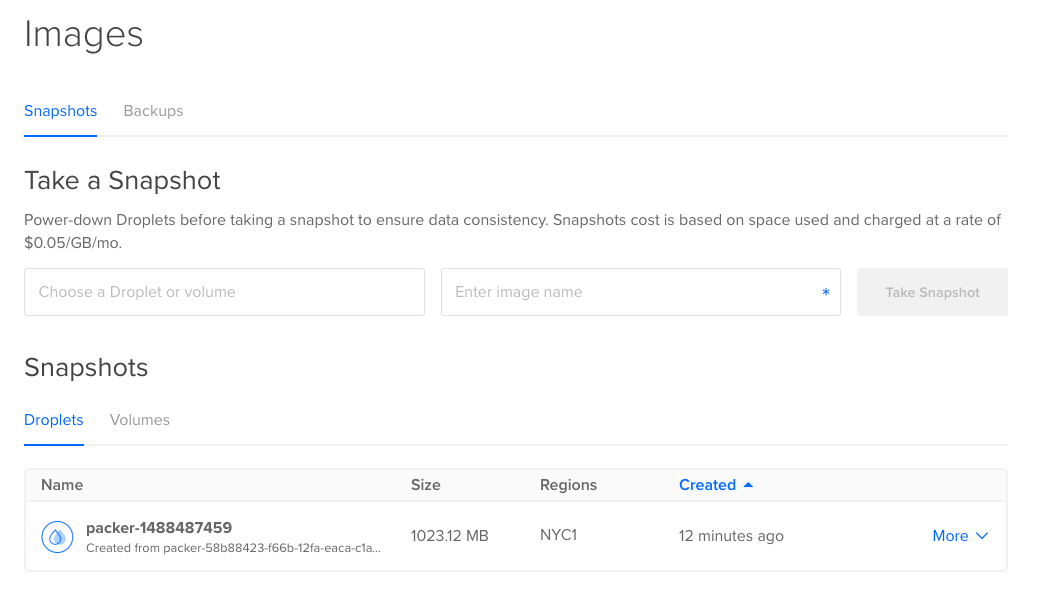 Images
Snapshots Backups
Take a Snapshot
Power-down Droplets before taking a snapshot to ensure data consistency. Snapshots cost is based on space used and charged at a rate of
$0.05/GB/mo.
Choose a Droplet or volume Enter image name * Take Snapshot
Snapshots
Droplets Volumes
Name Size Regions Created
packer-1488487459
Created from packer-58b88423-f66b-12fa-eaca-c1a... 1023.12 MB NYC1 12 minutes ago More